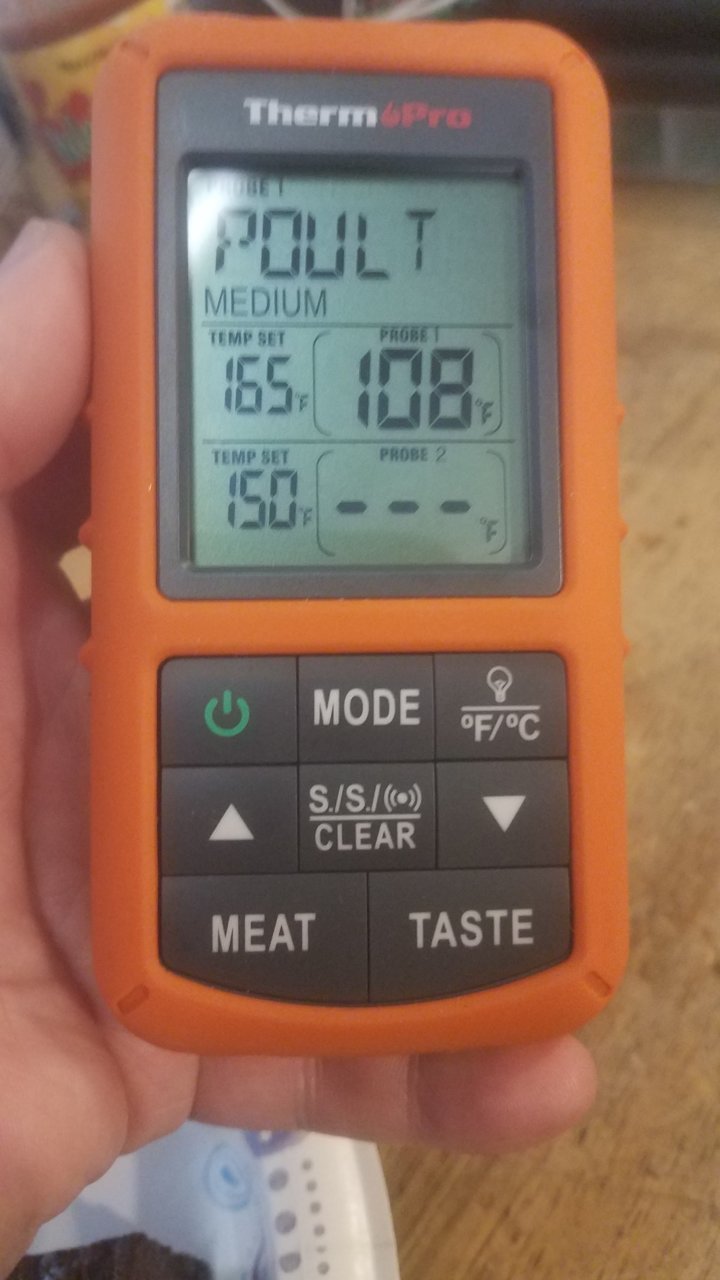 ThermoPro
PROBE 1
POULT
MEDIUM
TEMP SET
PROBE 1
165°F
108°F
TEMP SET
PROBE 2
150°F
--- °F
MODE
°F/°C
S./S./
CLEAR
MEAT
TASTE